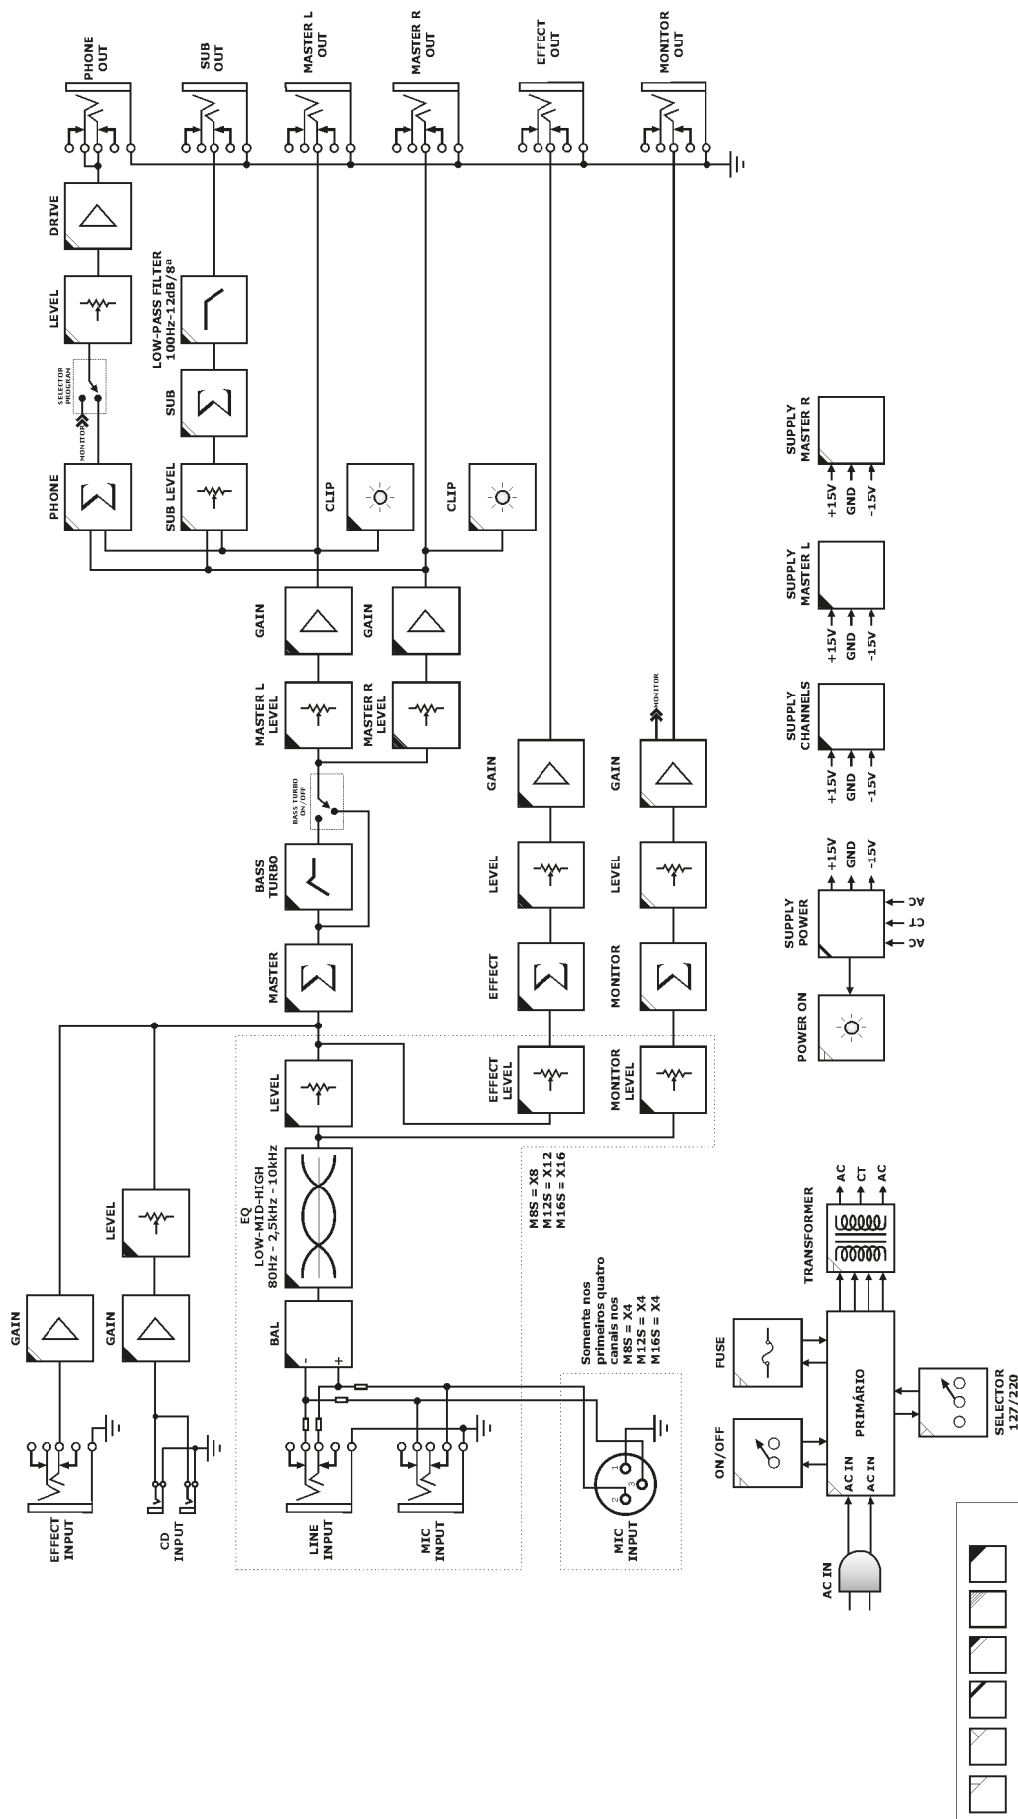 PHONE
OUT
SUB
OUT
MASTER L
OUT
MASTER R
OUT
EFFECT
OUT
MONITOR
OUT
DRIVE
LEVEL
LOW-PASS FILTER
100Hz-12dB/8ª
SELECTOR
PROGRAM
MONITOR
SUB
PHONE
SUB LEVEL
CLIP
CLIP
GAIN
GAIN
MASTER L
LEVEL
MASTER R
LEVEL
MONITOR
BASS TURBO
ON/OFF
BASS
TURBO
GAIN
GAIN
LEVEL
LEVEL
MASTER
EFFECT
MONITOR
LEVEL
EFFECT
LEVEL
MONITOR
LEVEL
EQ
LOW-MID-HIGH
80Hz - 2,5kHz - 10kHz
M8S = X8
M12S = X12
M16S = X16
LEVEL
GAIN
GAIN
BAL
-
+
Somente nos
primeiros quatro
canais nos
M8S = X4
M12S = X4
M16S = X4
EFFECT
INPUT
CD
INPUT
LINE
INPUT
MIC
INPUT
MIC
INPUT
1
2
3
SUPPLY
MASTER R
+15V
GND
-15V
SUPPLY
MASTER L
+15V
GND
-15V
SUPPLY
CHANNELS
+15V
GND
-15V
SUPPLY
POWER
+15V
GND
-15V
AC
CT
AC
POWER ON
TRANSFORMER
AC
CT
AC
FUSE
PRIMÁRIO
ON/OFF
SELECTOR
127/220
AC IN
AC IN
AC IN